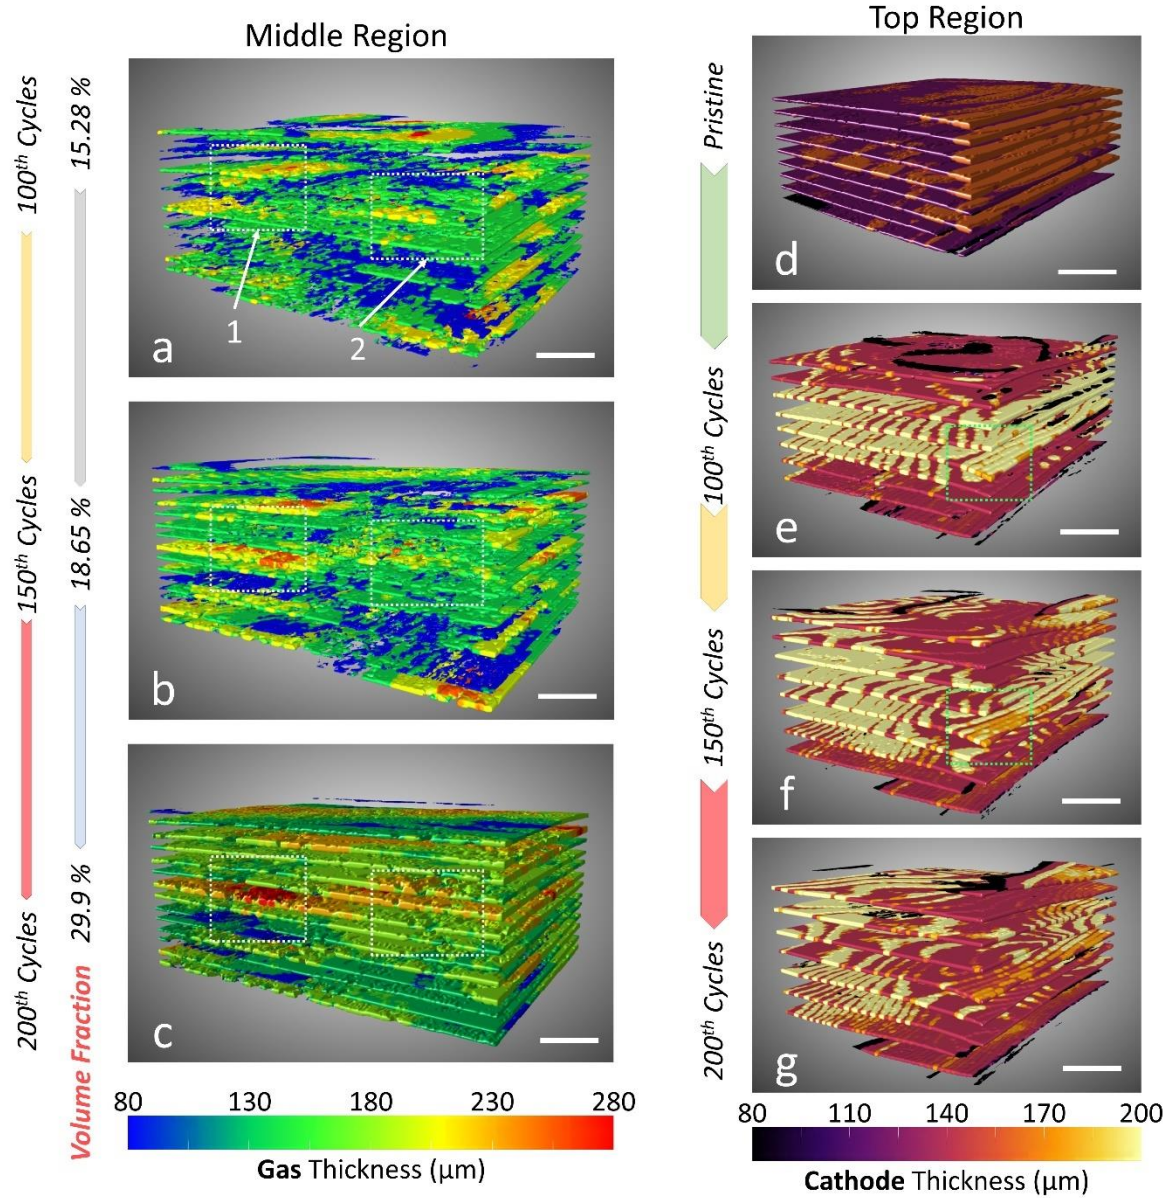 Middle Region
100th Cycles
15.28 %
150th Cycles
18.65 %
200th Cycles
29.9 %
Volume Fraction
1
2
a
b
c
80 130 180 230 280
Gas Thickness (μm)
Top Region
Pristine
100th Cycles
150th Cycles
200th Cycles
d
e
f
g
80 110 140 170 200
Cathode Thickness (μm)